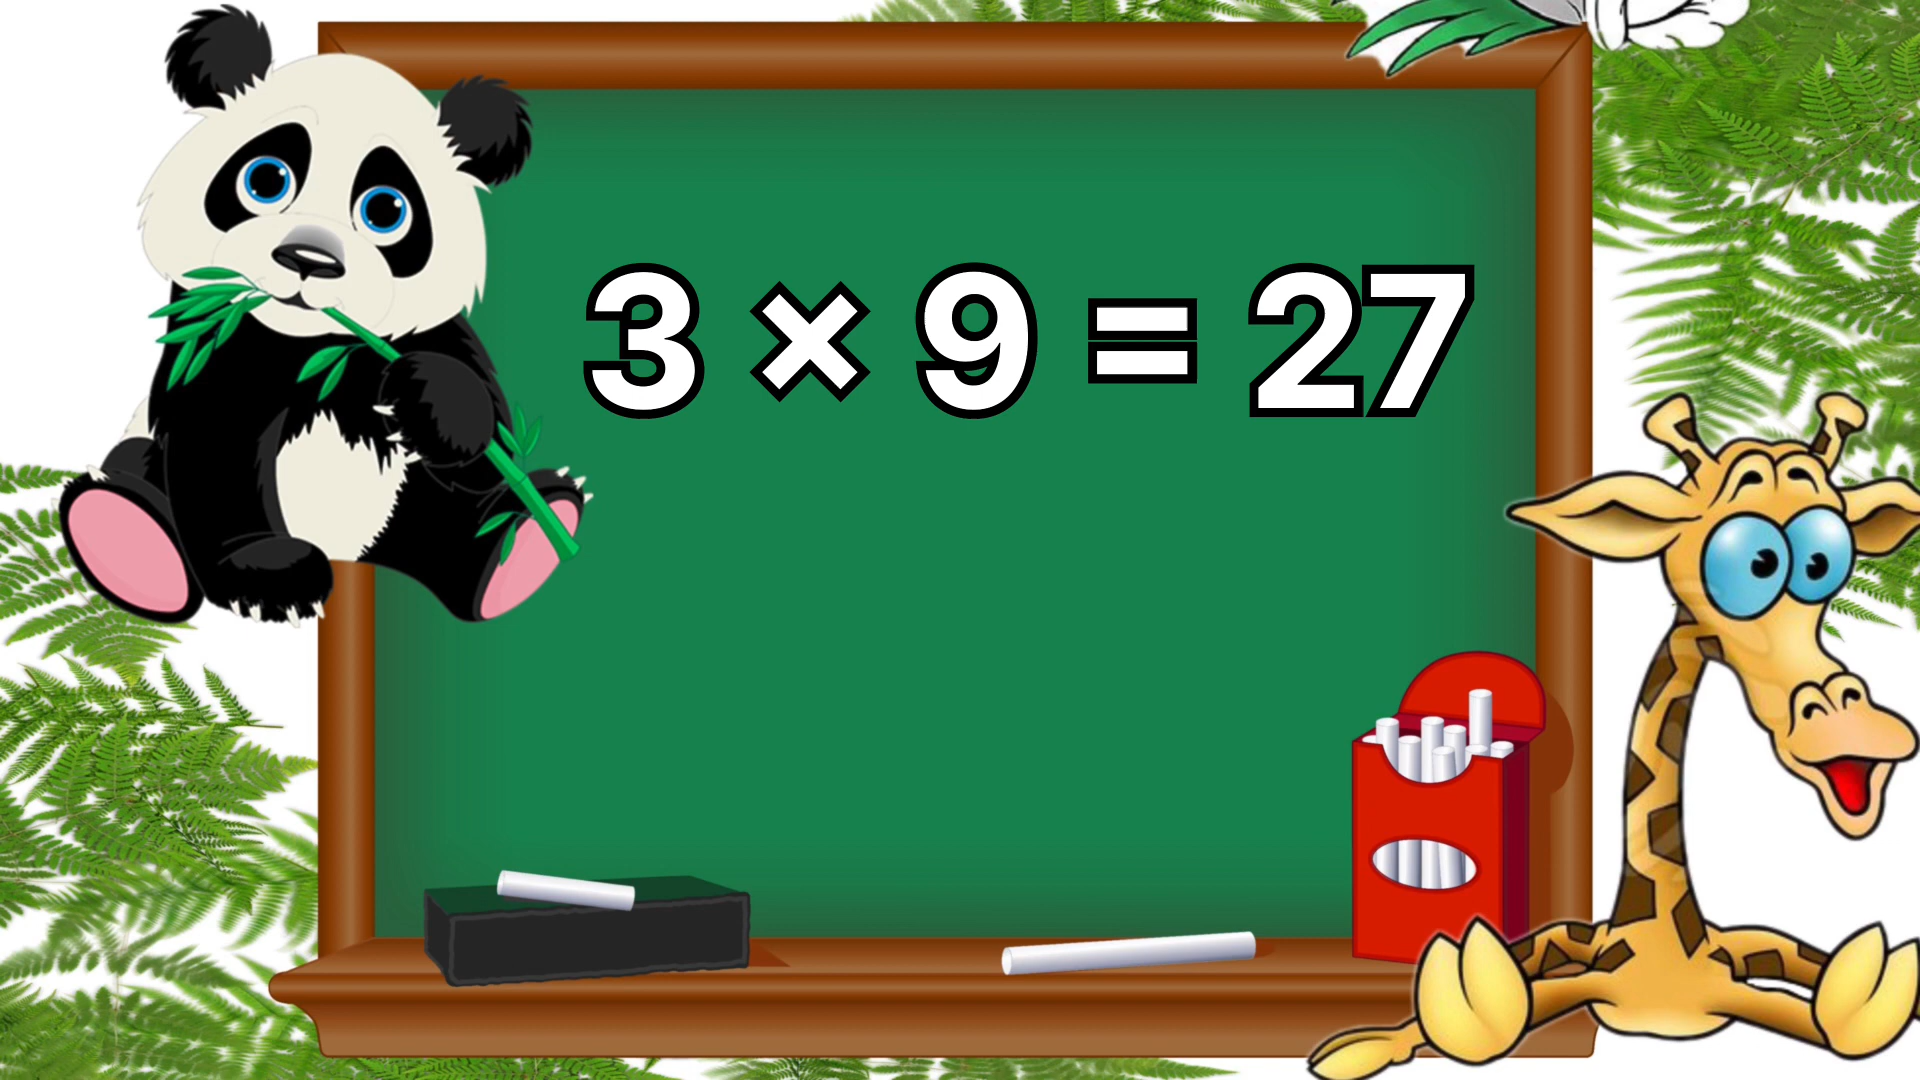 3 × 9 = 27